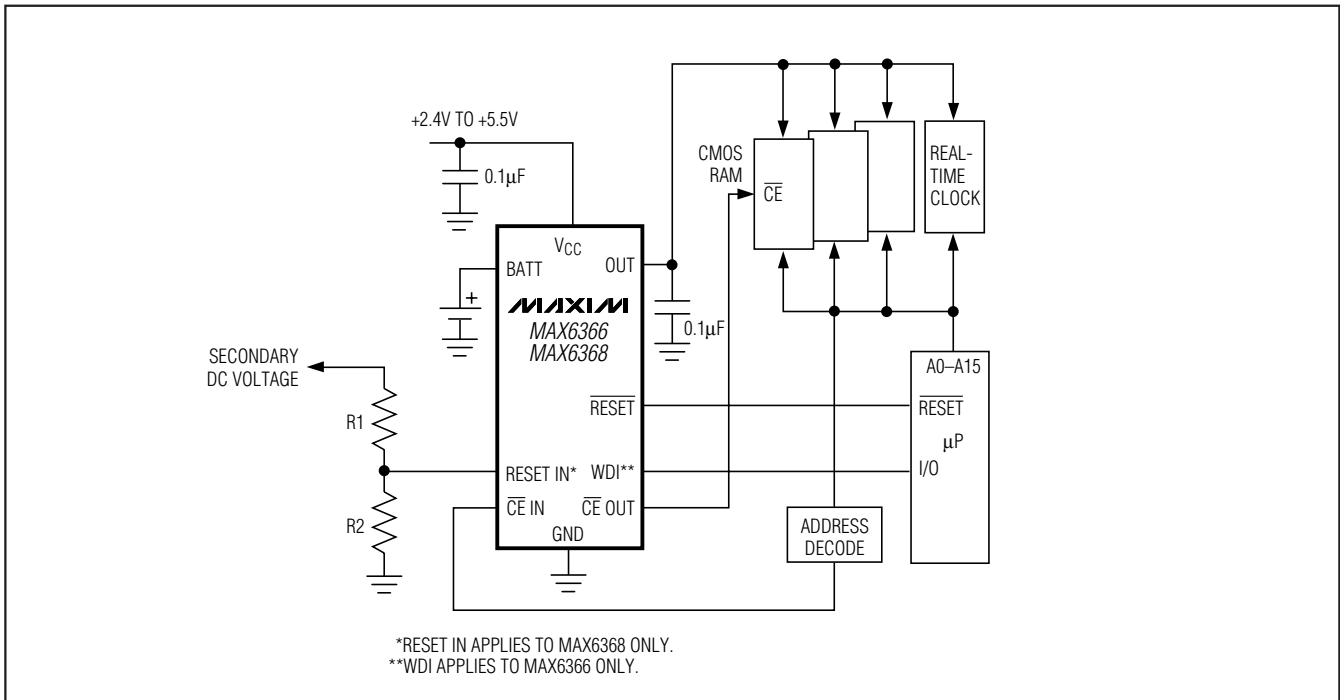 +2.4V TO +5.5V
0.1μF
CMOS
RAM
CE
REAL-
TIME
CLOCK
VCC
BATT
OUT
+
MAXIM
MAX6366
MAX6368
0.1μF
SECONDARY
DC VOLTAGE
A0–A15
R1
RESET
RESET
μP
RESET IN*
WDI**
I/O
R2
CE IN
CE OUT
GND
ADDRESS
DECODE
*RESET IN APPLIES TO MAX6368 ONLY.
**WDI APPLIES TO MAX6366 ONLY.